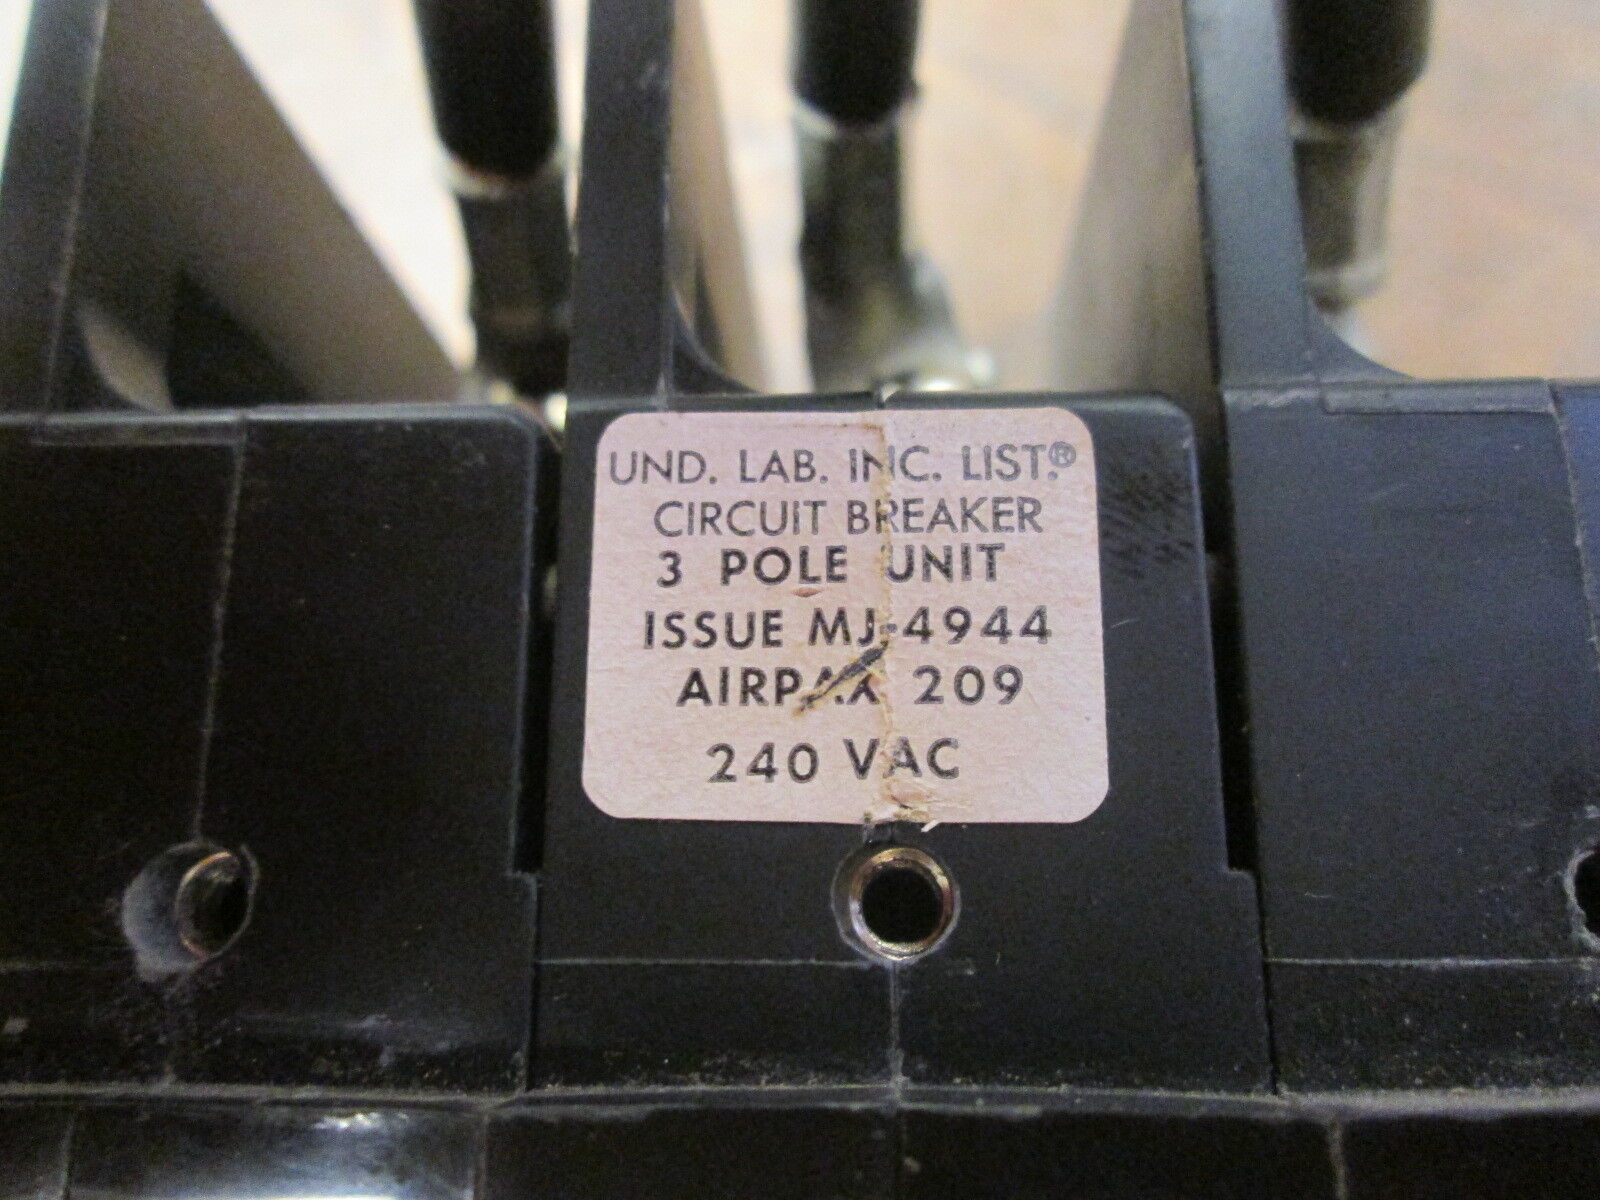 UND. LAB. INC. LIST.®
CIRCUIT BREAKER
3 POLE UNIT
ISSUE MJ-4944
AIRPAX 209
240 VAC